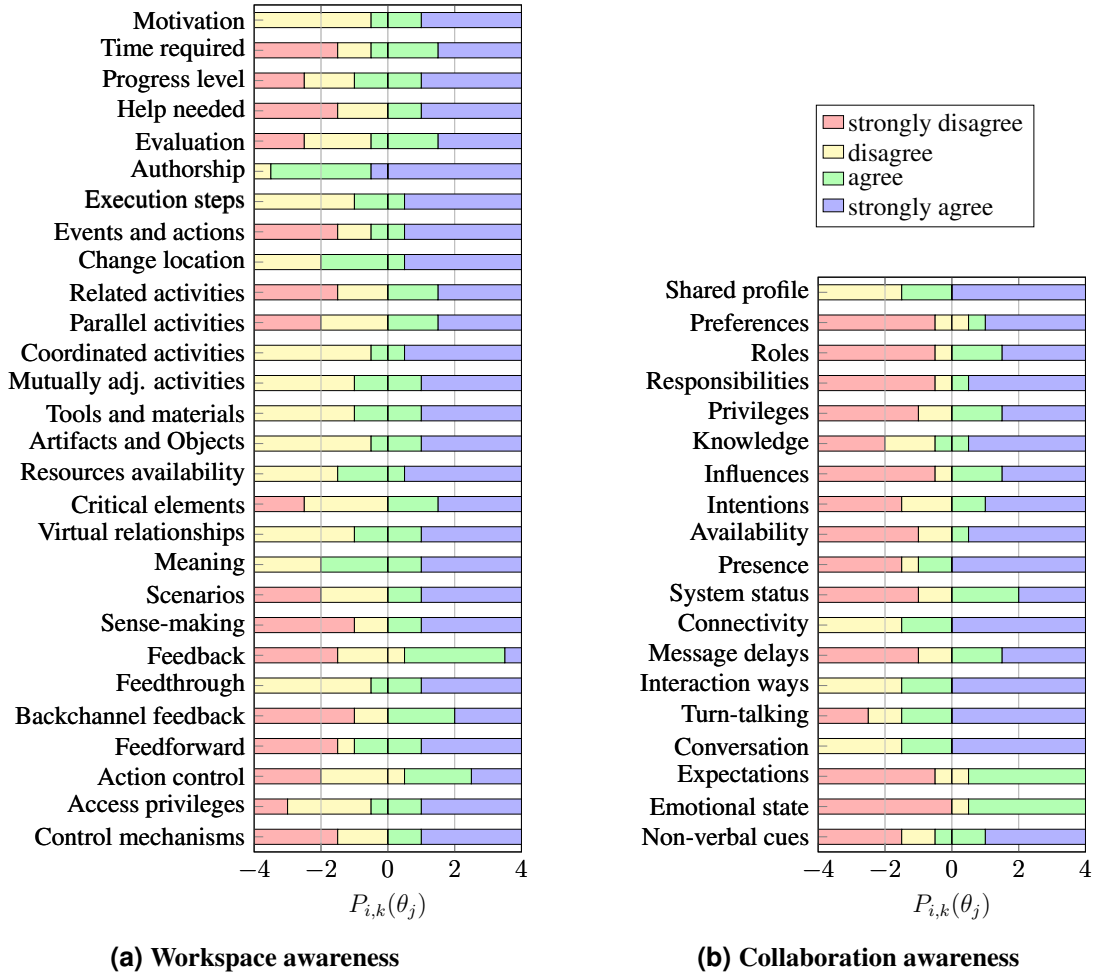 Motivation
Time required
Progress level
Help needed
Evaluation
Authorship
Execution steps
Events and actions
Change location
Related activities
Parallel activities
Coordinated activities
Mutually adj. activities
Tools and materials
Artifacts and Objects
Resources availability
Critical elements
Virtual relationships
Meaning
Scenarios
Sense-making
Feedback
Feedthrough
Backchannel feedback
Feedforward
Action control
Access privileges
Control mechanisms
−4 −2 0 2 4
P_{i,k}(θ_j)
(a) Workspace awareness
strongly disagree
disagree
agree
strongly agree
Shared profile
Preferences
Roles
Responsibilities
Privileges
Knowledge
Influences
Intentions
Availability
Presence
System status
Connectivity
Message delays
Interaction ways
Turn-talking
Conversation
Expectations
Emotional state
Non-verbal cues
−4 −2 0 2 4
P_{i,k}(θ_j)
(b) Collaboration awareness